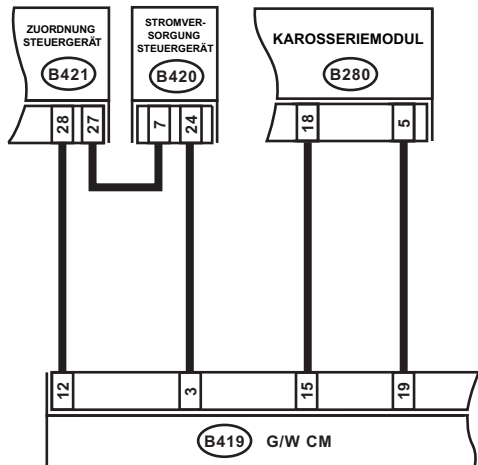 ZUORDNUNG
STEUERGERÄT
B421
STROMVER-
SORGUNG
STEUERGERÄT
B420
KAROSSERIEMODUL
B280
28
27
7
24
18
5
12
3
15
19
B419 G/W CM